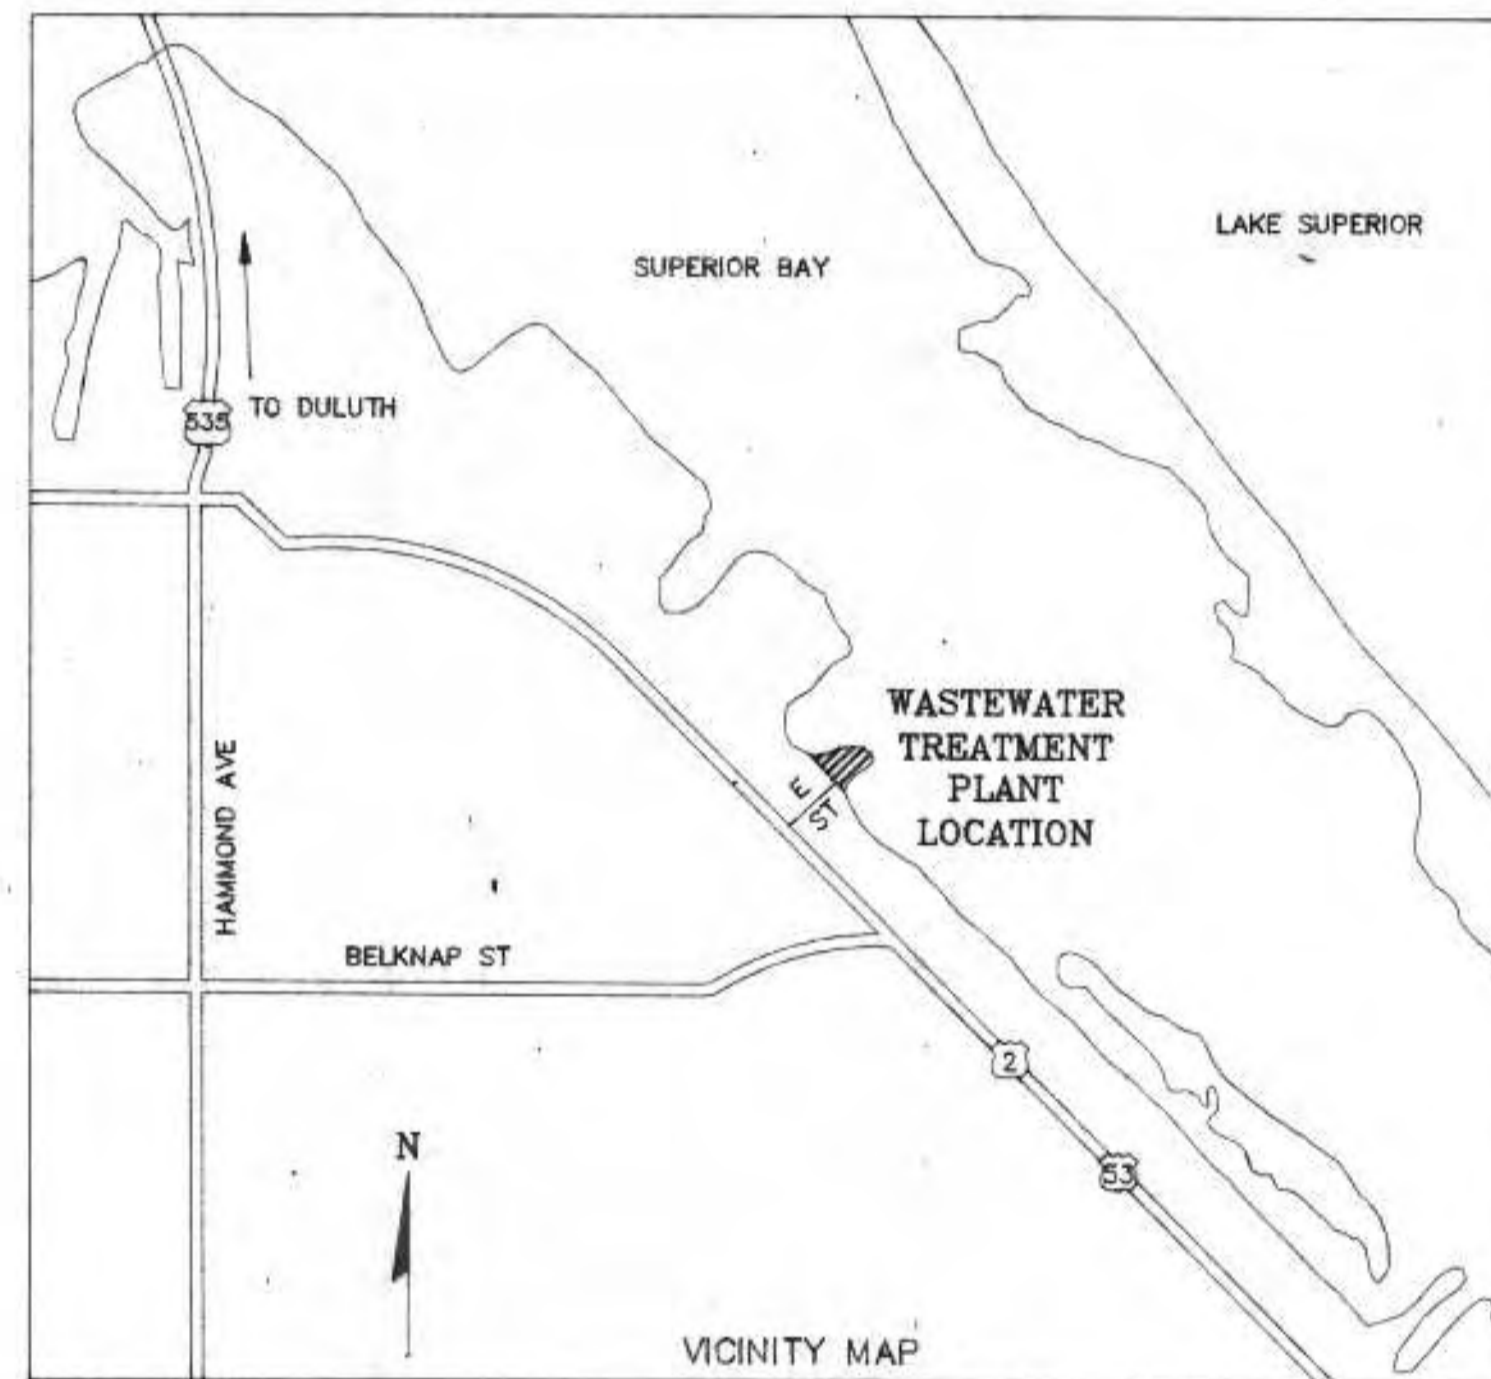 LAKE SUPERIOR
SUPERIOR BAY
TO DULUTH
535
WASTEWATER
TREATMENT
PLANT
LOCATION
E
ST
HAMMOND AVE
BELKNAP ST
2
53
N
VICINITY MAP